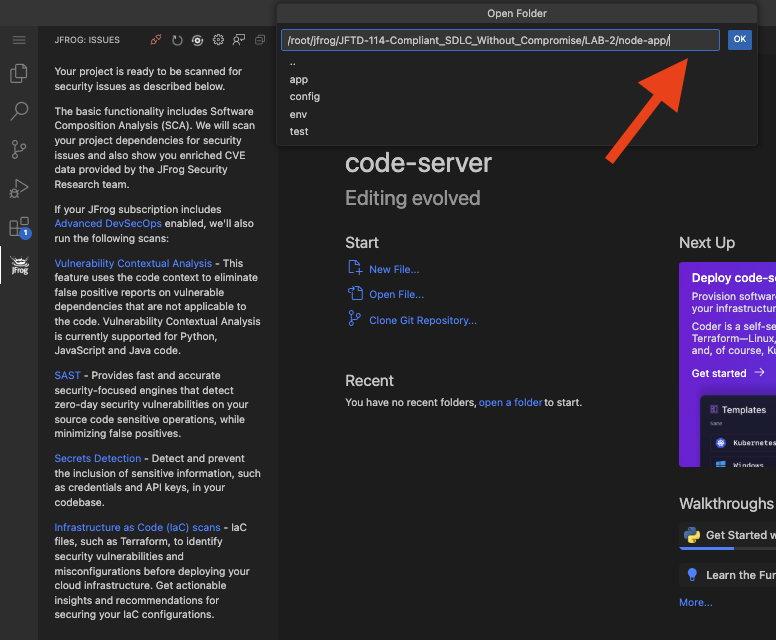 Open Folder
/root/jfrog/JFTD-114-Compliant_SDLC_Without_Compromise/LAB-2/node-app/
OK
..
app
config
env
test
JFROG: ISSUES
Your project is ready to be scanned for
security issues as described below.
The basic functionality includes Software
Composition Analysis (SCA). We will scan
your project dependencies for security
issues and also show you enriched CVE
data provided by the JFrog Security
Research team.
If your JFrog subscription includes
Advanced DevSecOps enabled, we'll also
run the following scans:
Vulnerability Contextual Analysis - This
feature uses the code context to eliminate
false positive reports on vulnerable
dependencies that are not applicable to
the code. Vulnerability Contextual Analysis
is currently supported for Python,
JavaScript and Java code.
SAST - Provides fast and accurate
security-focused engines that detect
zero-day security vulnerabilities on your
source code sensitive operations, while
minimizing false positives.
Secrets Detection - Detect and prevent
the inclusion of sensitive information, such
as credentials and API keys, in your
codebase.
Infrastructure as Code (IaC) scans - IaC
files, such as Terraform, to identify
security vulnerabilities and
misconfigurations before deploying your
cloud infrastructure. Get actionable
insights and recommendations for
securing your IaC configurations.
1
JFrog
code-server
Editing evolved
Start
New File...
Open File...
Clone Git Repository...
Recent
You have no recent folders, open a folder to start.
Next Up
Deploy code-s
Provision softwar
your infrastructur
Coder is a self-se
Terraform—Linux,
and, of course, Ku
Get started
Templates
NAME
Kubernetes
Windows
Walkthroughs
Get Started w
Learn the Fur
More...